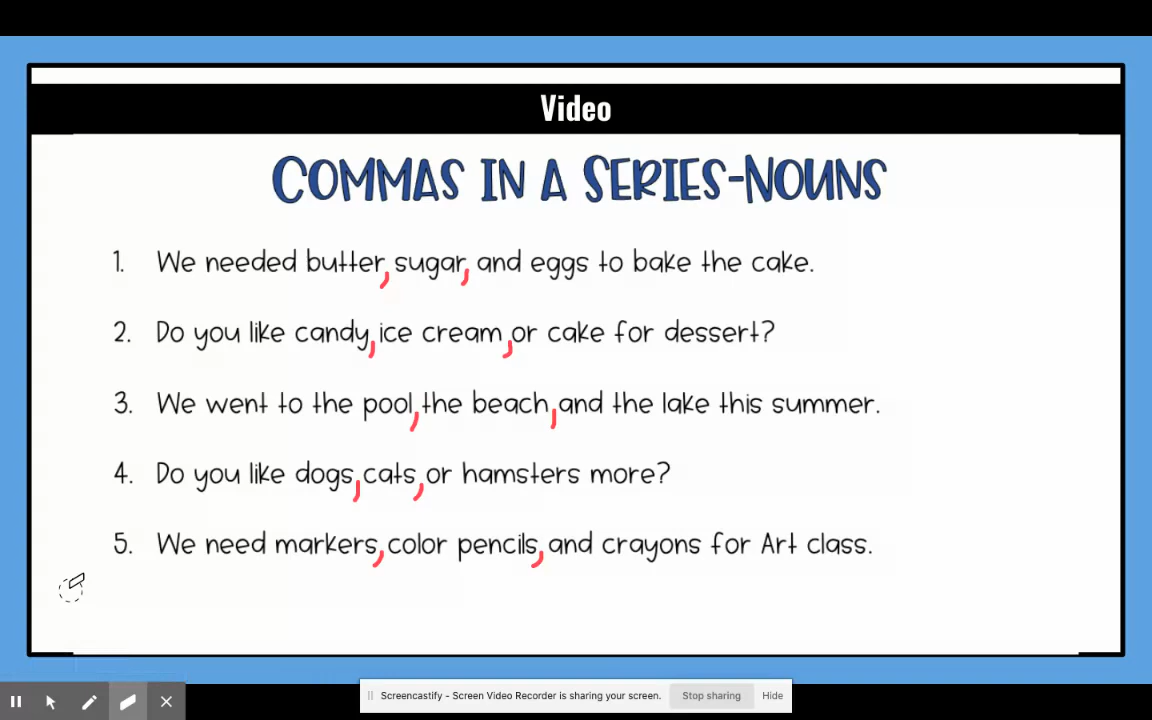 Video
COMMAS IN A SERIES-NOUNS
1. We needed butter, sugar, and eggs to bake the cake.
2. Do you like candy, ice cream, or cake for dessert?
3. We went to the pool, the beach, and the lake this summer.
4. Do you like dogs, cats, or hamsters more?
5. We need markers, color pencils, and crayons for Art class.
Screencastify - Screen Video Recorder is sharing your screen. Stop sharing Hide